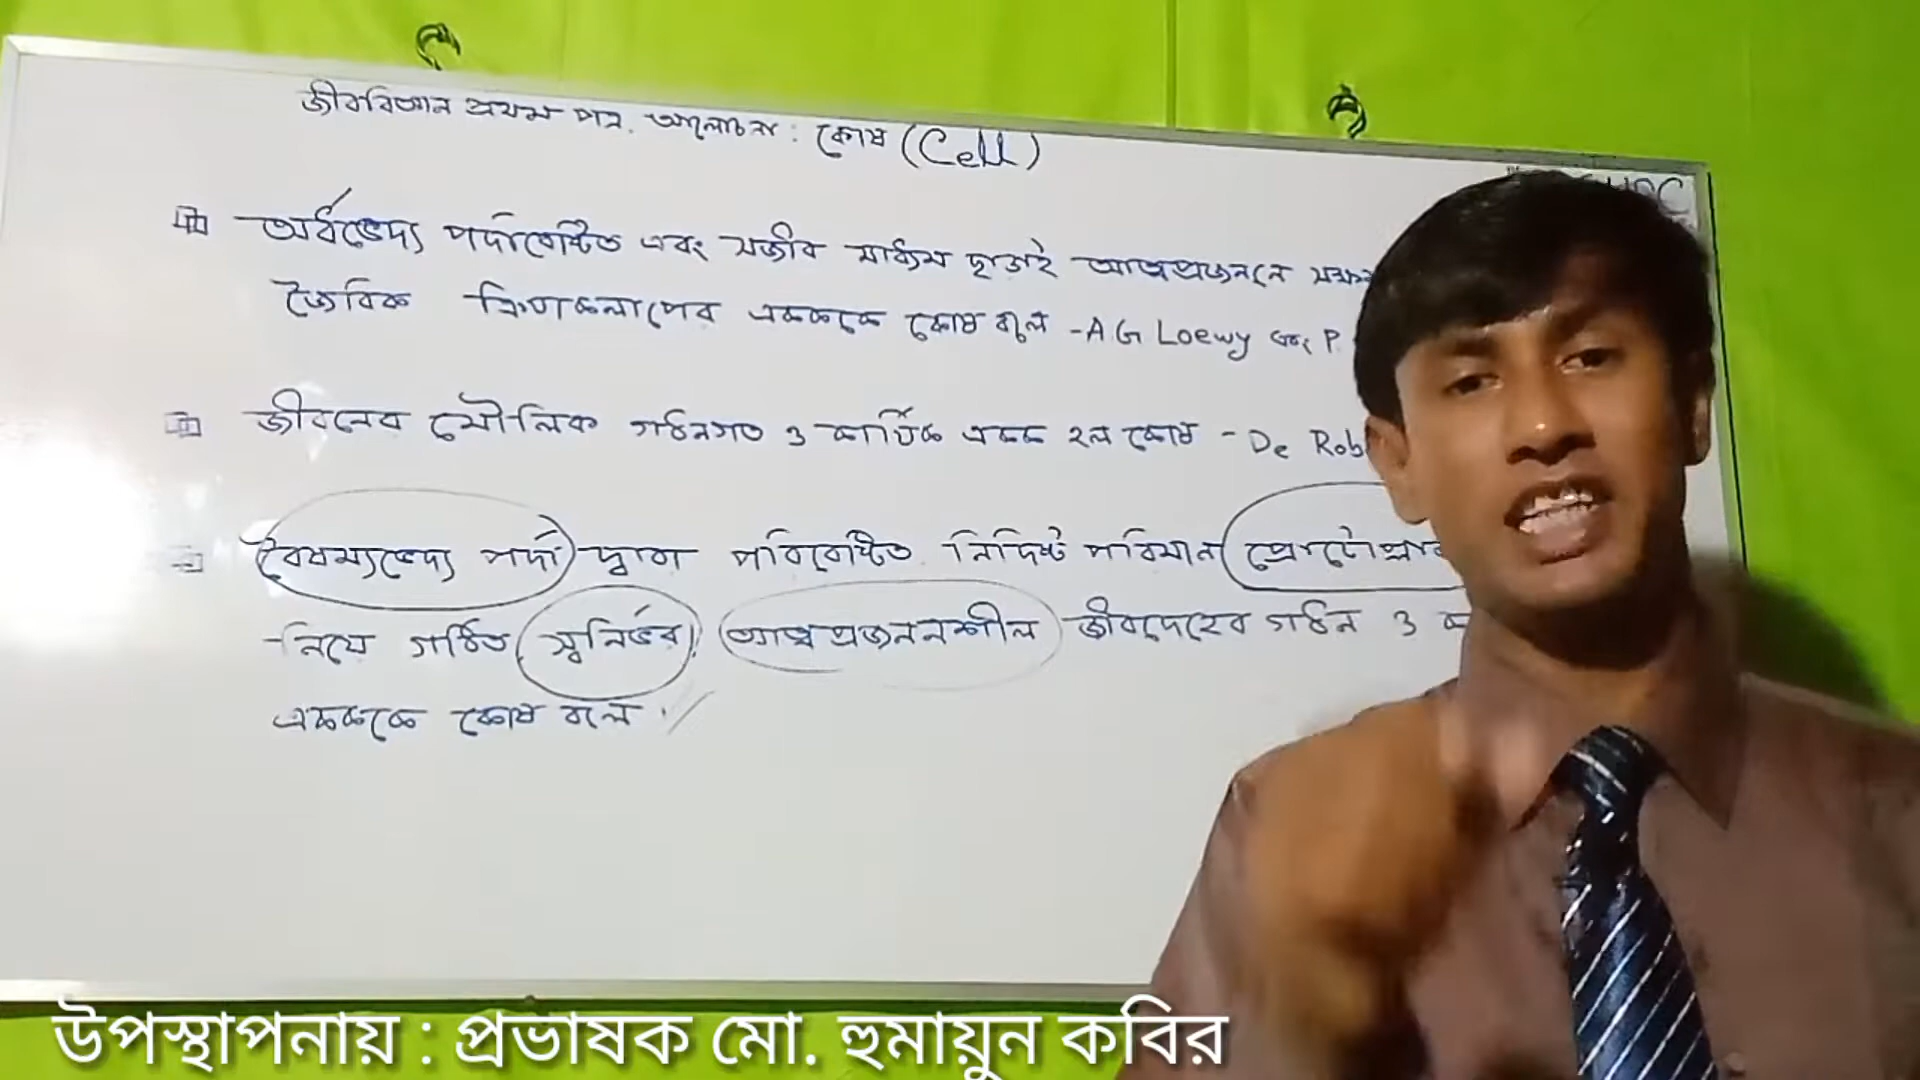 জীববিজ্ঞান প্রথম পত্র. আলোচনা : কোষ (Cell)
অর্ধভেদ্য পর্দাবেষ্টিত এবং সজীব মাধ্যম ছাড়াই আত্মপ্রজননে সক্ষম
জৈবিক ক্রিয়াকলাপের একককে কোষ বলে - A G Loewy এবং P.
জীবনের মৌলিক গঠনগত ও কার্যিক একক হল কোষ - De Rob
বৈষম্যভেদ্য পর্দা দ্বারা পরিবেষ্টিত নির্দিষ্ট পরিমান প্রোটোপ্লা
নিয়ে গঠিত স্বনির্ভর আত্মপ্রজননশীল জীবদেহের গঠন ও
একককে কোষ বলে।
উপস্থাপনায় : প্রভাষক মো. হুমায়ুন কবির